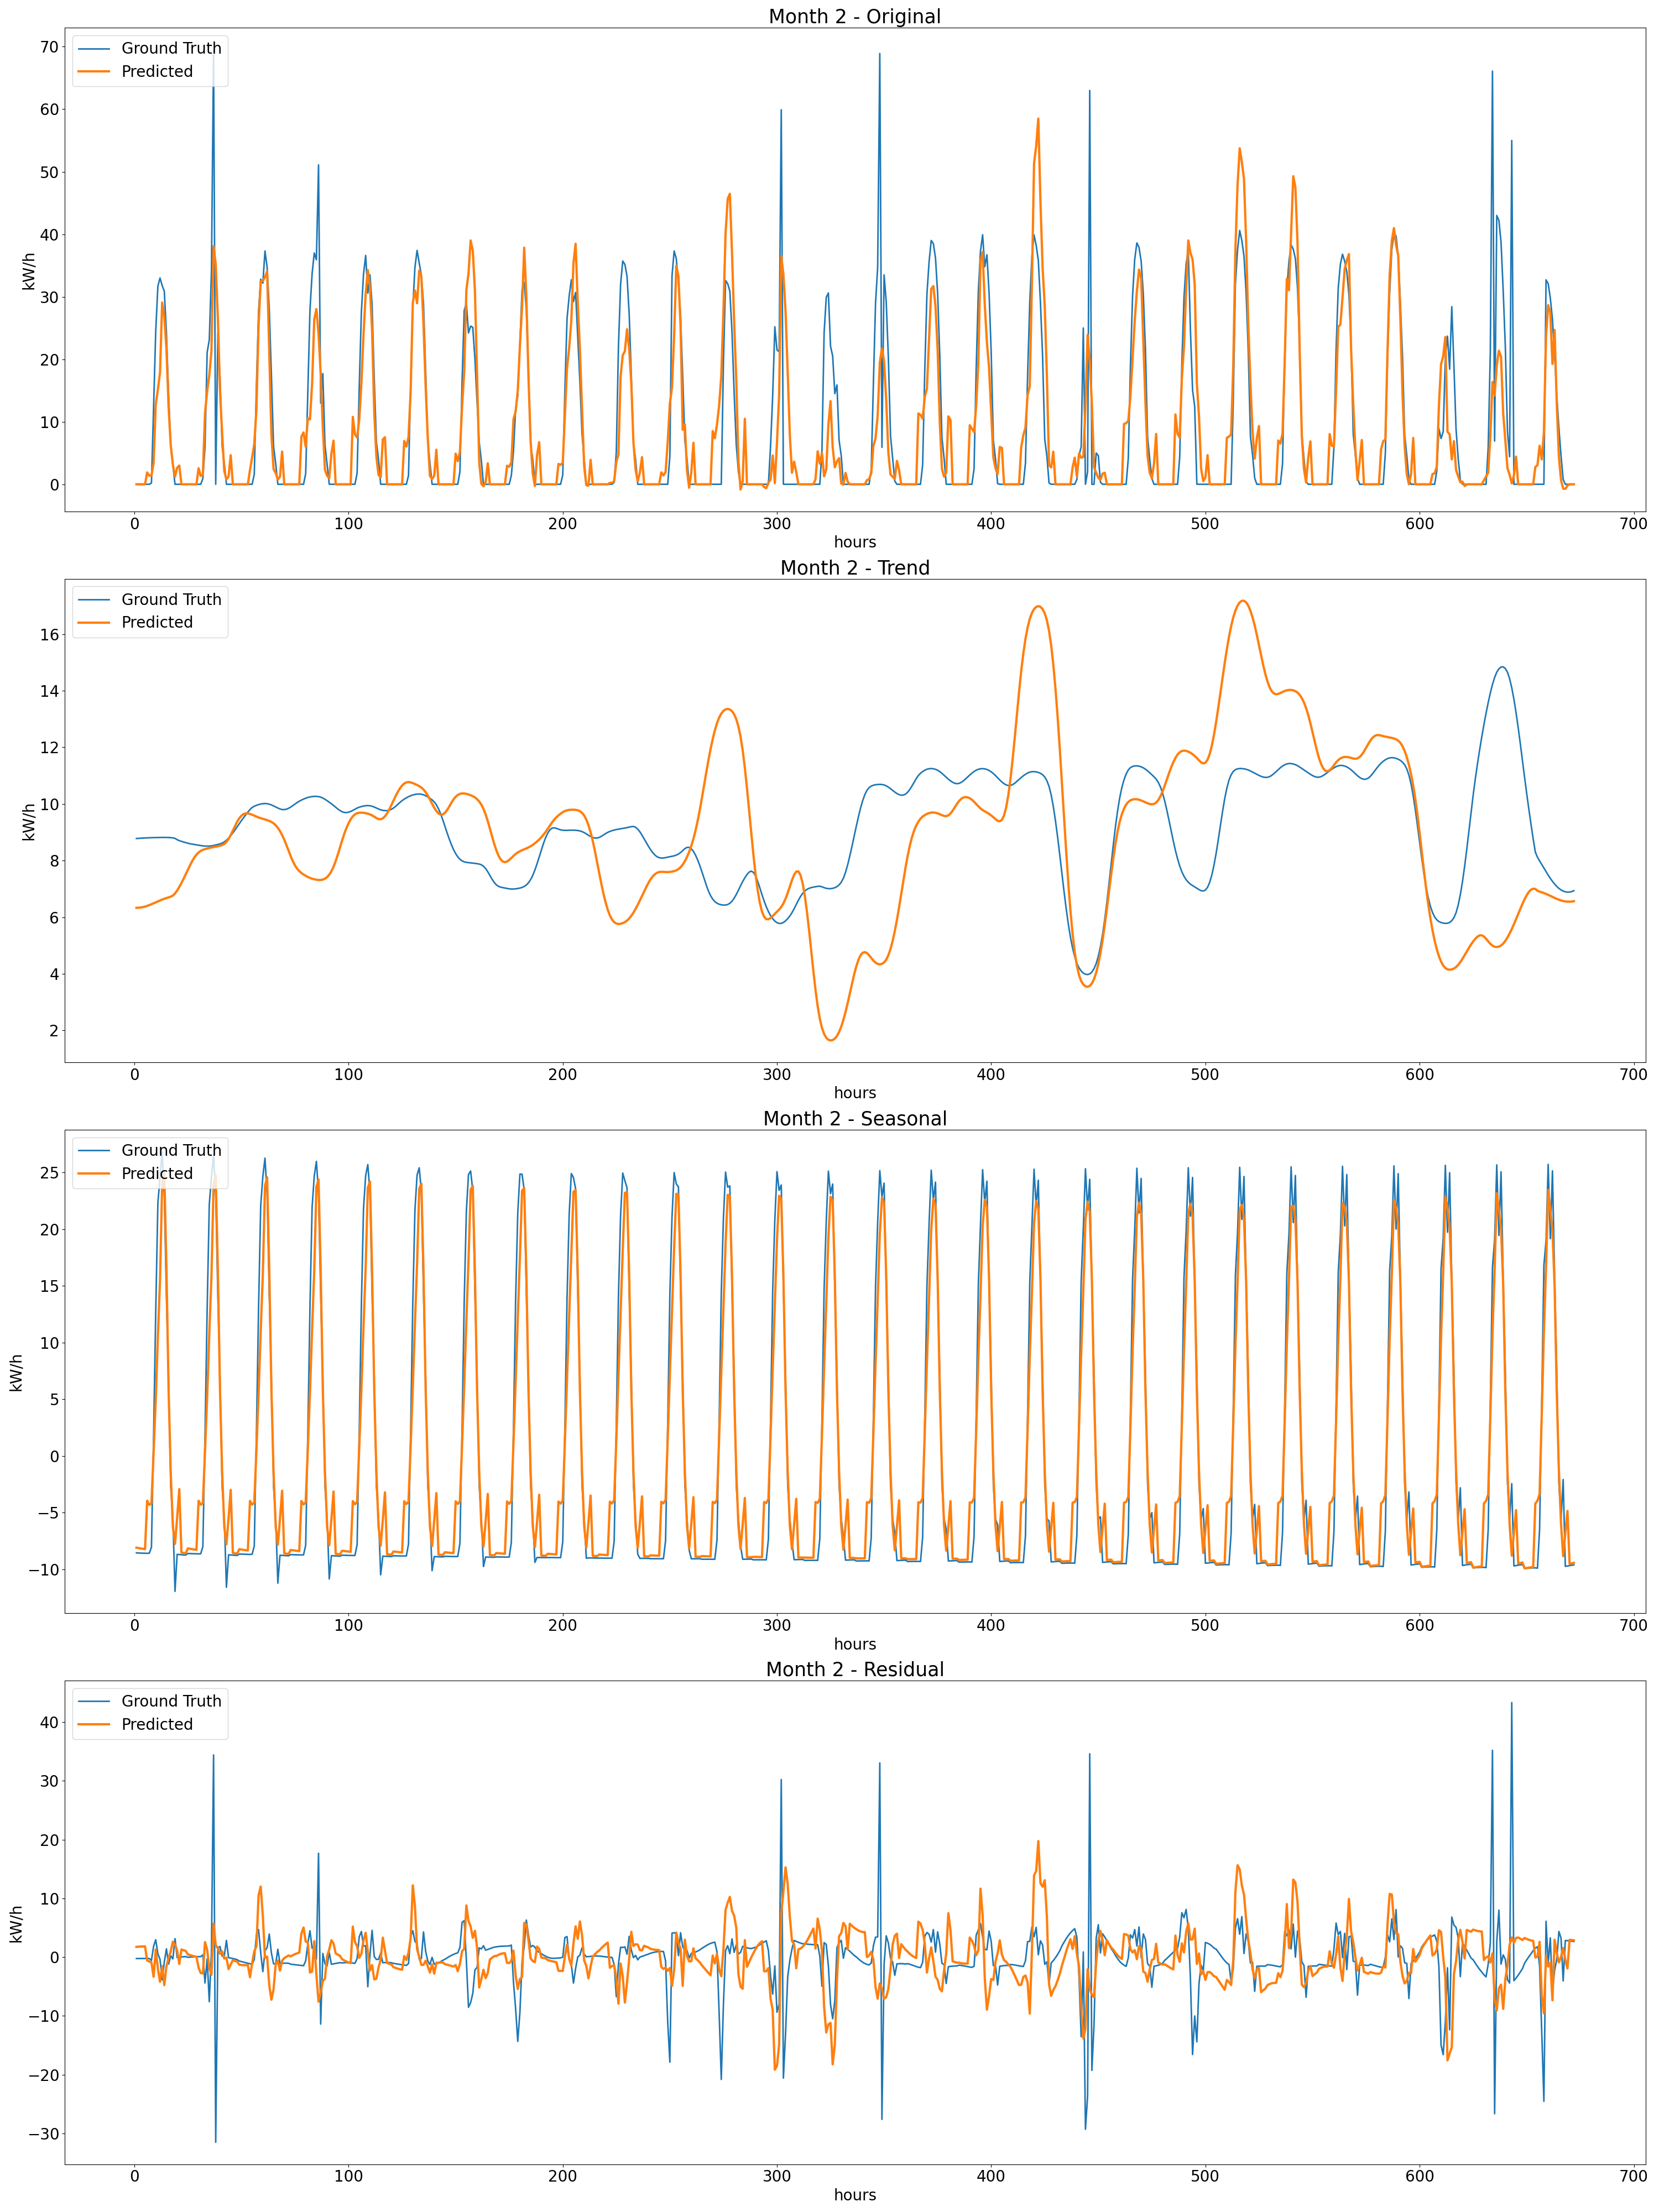 Month 2 - Original
Ground Truth
Predicted
kW/h
70
60
50
40
30
20
10
0
0 100 200 300 400 500 600 700
hours
Month 2 - Trend
Ground Truth
Predicted
kW/h
16
14
12
10
8
6
4
2
0 100 200 300 400 500 600 700
hours
Month 2 - Seasonal
Ground Truth
Predicted
kW/h
25
20
15
10
5
0
−5
−10
0 100 200 300 400 500 600 700
hours
Month 2 - Residual
Ground Truth
Predicted
kW/h
40
30
20
10
0
−10
−20
−30
0 100 200 300 400 500 600 700
hours